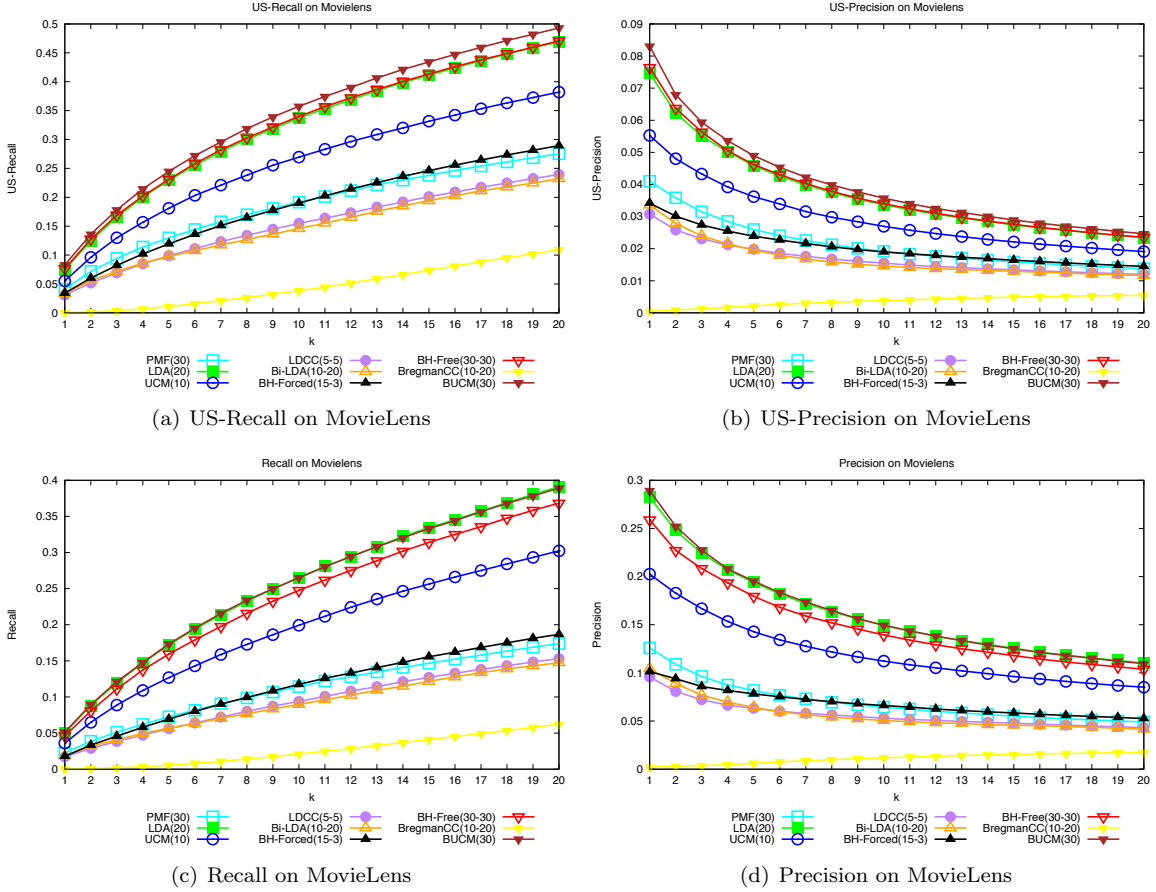 US-Recall on Movielens
0.5
0.45
0.4
0.35
0.3
0.25
0.2
0.15
0.1
0.05
0
US-Recall
1 2 3 4 5 6 7 8 9 10 11 12 13 14 15 16 17 18 19 20
k
PMF(30) LDCC(5-5) BH-Free(30-30)
LDA(20) Bi-LDA(10-20) BregmanCC(10-20)
UCM(10) BH-Forced(15-3) BUCM(30)
(a) US-Recall on MovieLens
US-Precision on Movielens
0.09
0.08
0.07
0.06
0.05
0.04
0.03
0.02
0.01
0
US-Precision
1 2 3 4 5 6 7 8 9 10 11 12 13 14 15 16 17 18 19 20
k
PMF(30) LDCC(5-5) BH-Free(30-30)
LDA(20) Bi-LDA(10-20) BregmanCC(10-20)
UCM(10) BH-Forced(15-3) BUCM(30)
(b) US-Precision on MovieLens
Recall on Movielens
0.4
0.35
0.3
0.25
0.2
0.15
0.1
0.05
0
Recall
1 2 3 4 5 6 7 8 9 10 11 12 13 14 15 16 17 18 19 20
k
PMF(30) LDCC(5-5) BH-Free(30-30)
LDA(20) Bi-LDA(10-20) BregmanCC(10-20)
UCM(10) BH-Forced(15-3) BUCM(30)
(c) Recall on MovieLens
Precision on Movielens
0.3
0.25
0.2
0.15
0.1
0.05
0
Precision
1 2 3 4 5 6 7 8 9 10 11 12 13 14 15 16 17 18 19 20
k
PMF(30) LDCC(5-5) BH-Free(30-30)
LDA(20) Bi-LDA(10-20) BregmanCC(10-20)
UCM(10) BH-Forced(15-3) BUCM(30)
(d) Precision on MovieLens